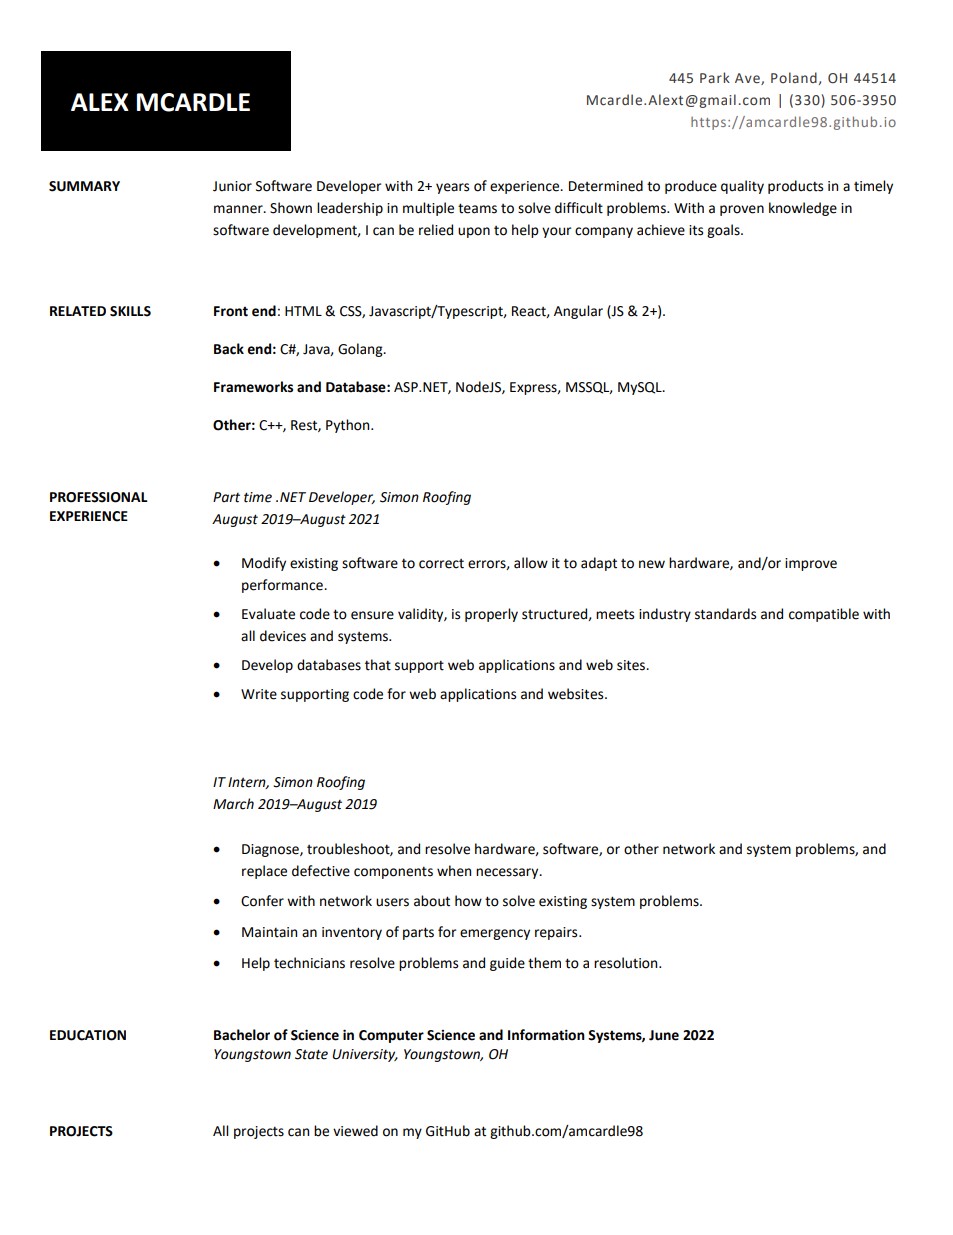 ALEX MCARDLE
445 Park Ave, Poland, OH 44514
Mcardle.Alext@gmail.com | (330) 506-3950
https://amcardle98.github.io
SUMMARY
Junior Software Developer with 2+ years of experience. Determined to produce quality products in a timely
manner. Shown leadership in multiple teams to solve difficult problems. With a proven knowledge in
software development, I can be relied upon to help your company achieve its goals.
RELATED SKILLS
Front end: HTML & CSS, Javascript/Typescript, React, Angular (JS & 2+).
Back end: C#, Java, Golang.
Frameworks and Database: ASP.NET, NodeJS, Express, MSSQL, MySQL.
Other: C++, Rest, Python.
PROFESSIONAL
EXPERIENCE
Part time .NET Developer, Simon Roofing
August 2019–August 2021
• Modify existing software to correct errors, allow it to adapt to new hardware, and/or improve
performance.
• Evaluate code to ensure validity, is properly structured, meets industry standards and compatible with
all devices and systems.
• Develop databases that support web applications and web sites.
• Write supporting code for web applications and websites.
IT Intern, Simon Roofing
March 2019–August 2019
• Diagnose, troubleshoot, and resolve hardware, software, or other network and system problems, and
replace defective components when necessary.
• Confer with network users about how to solve existing system problems.
• Maintain an inventory of parts for emergency repairs.
• Help technicians resolve problems and guide them to a resolution.
EDUCATION
Bachelor of Science in Computer Science and Information Systems, June 2022
Youngstown State University, Youngstown, OH
PROJECTS
All projects can be viewed on my GitHub at github.com/amcardle98